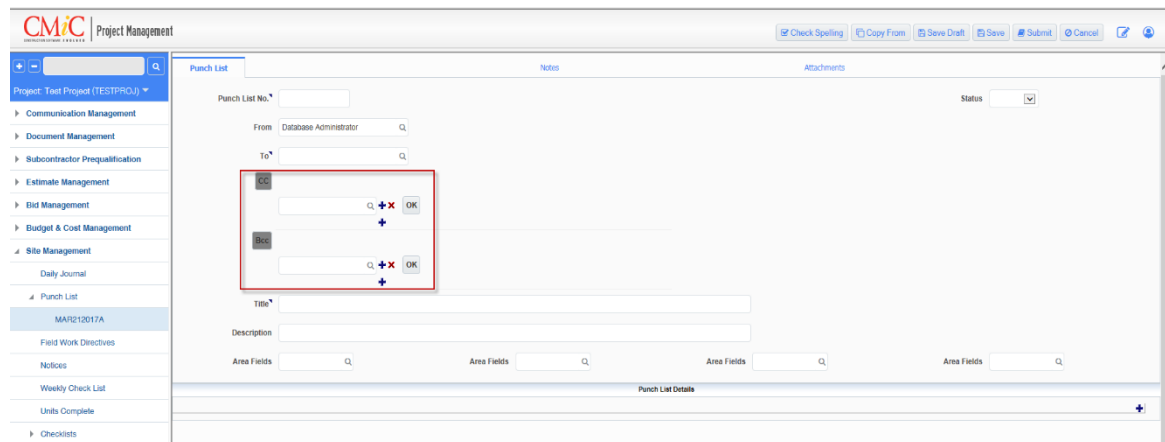 CMiC Project Management
Check Spelling Copy From Save Draft Save Submit Cancel
Project: Test Project (TESTPROJ)
Communication Management
Document Management
Subcontractor Prequalification
Estimate Management
Bid Management
Budget & Cost Management
Site Management
Daily Journal
Punch List
MAR212017A
Field Work Directives
Notices
Weekly Check List
Units Complete
Checklists
Punch List Notes Attachments
Punch List No. Status
From Database Administrator
To
CC
OK
Bcc
OK
Title
Description
Area Fields Area Fields Area Fields Area Fields
Punch List Details